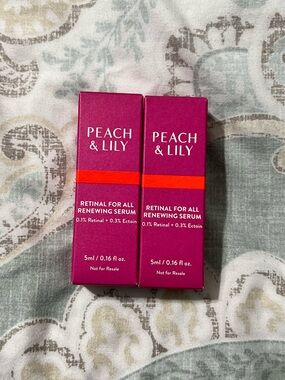 PEACH
& LILY
RETINAL FOR ALL
RENEWING SERUM
0.1% Retinal + 0.3% Ectoin
5ml / 0.16 fl oz.
Not for Resale
PEACH
& LILY
RETINAL FOR ALL
RENEWING SERUM
0.1% Retinal + 0.3% Ectoin
5ml / 0.16 fl oz.
Not for Resale